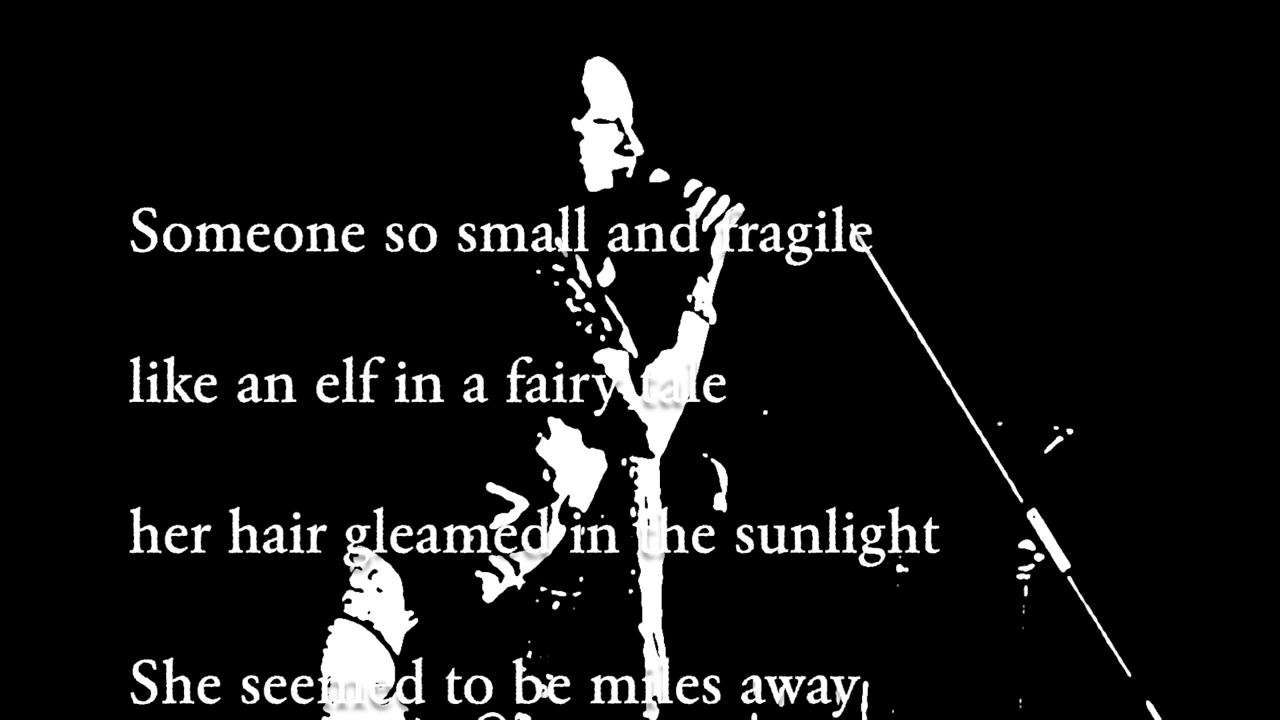 Someone so small and fragile
like an elf in a fairy tale
her hair gleamed in the sunlight
She seemed to be miles away